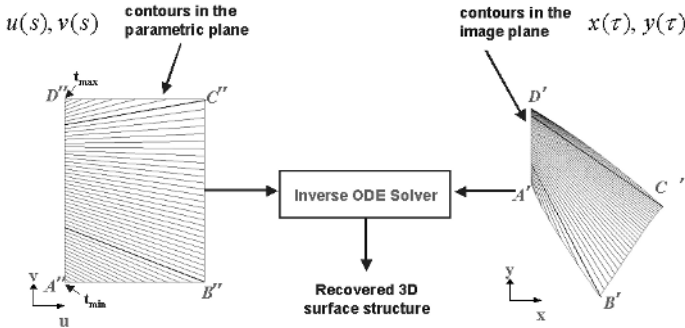 u(s), v(s)
contours in the
parametric plane
contours in the
image plane
x(τ), y(τ)
t_max
D"
C"
D'
Inverse ODE Solver
A'
C '
A"
v
t_min
B"
u
Recovered 3D
surface structure
y
x
B'